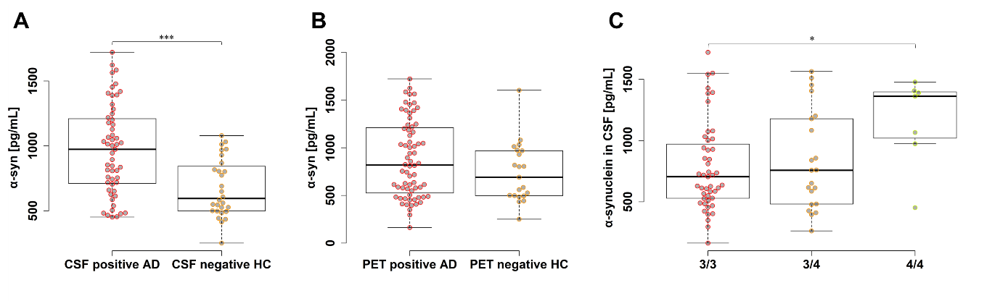 A
***
α-syn [pg/mL]
1500
1000
500
CSF positive AD
CSF negative HC
B
α-syn [pg/mL]
2000
1500
1000
500
0
PET positive AD
PET negative HC
C
*
α-synuclein in CSF [pg/mL]
1500
1000
500
3/3
3/4
4/4